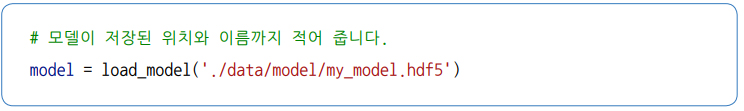 # 모델이 저장된 위치와 이름까지 적어 줍니다.
model = load_model('./data/model/my_model.hdf5')